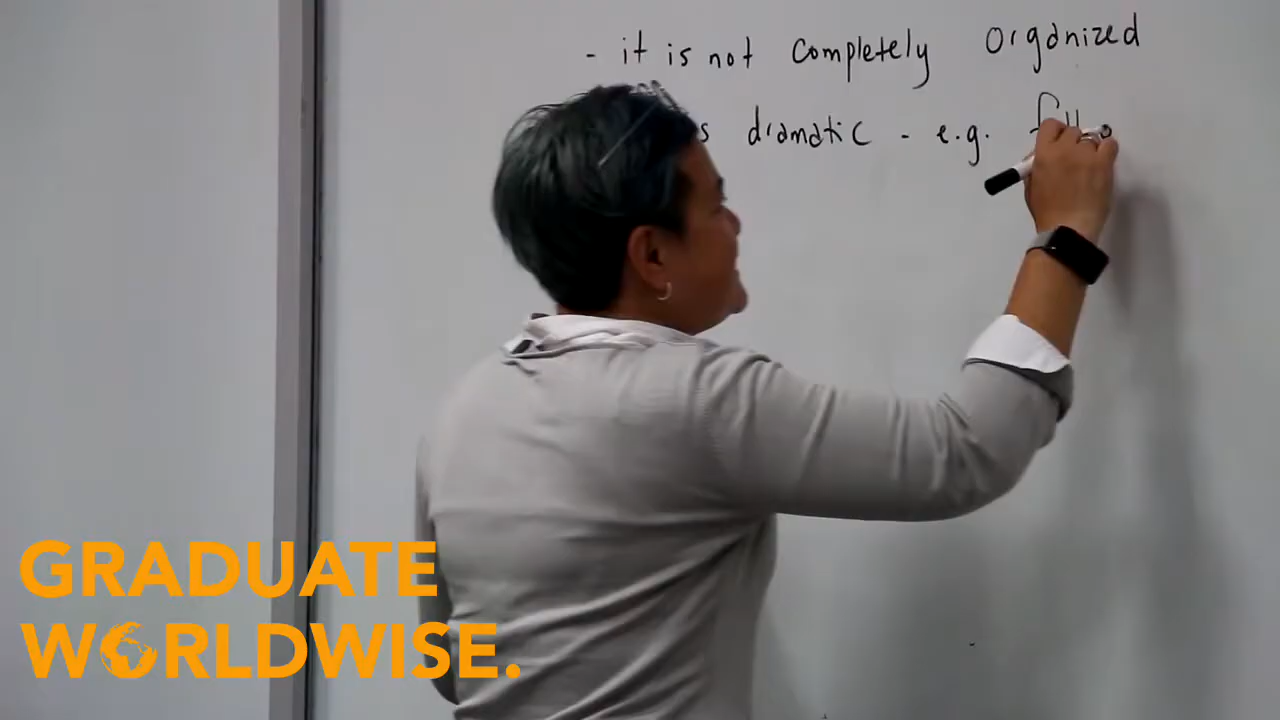 - it is not completely organized
dramatic - e.g.
GRADUATE
WORLDWISE.